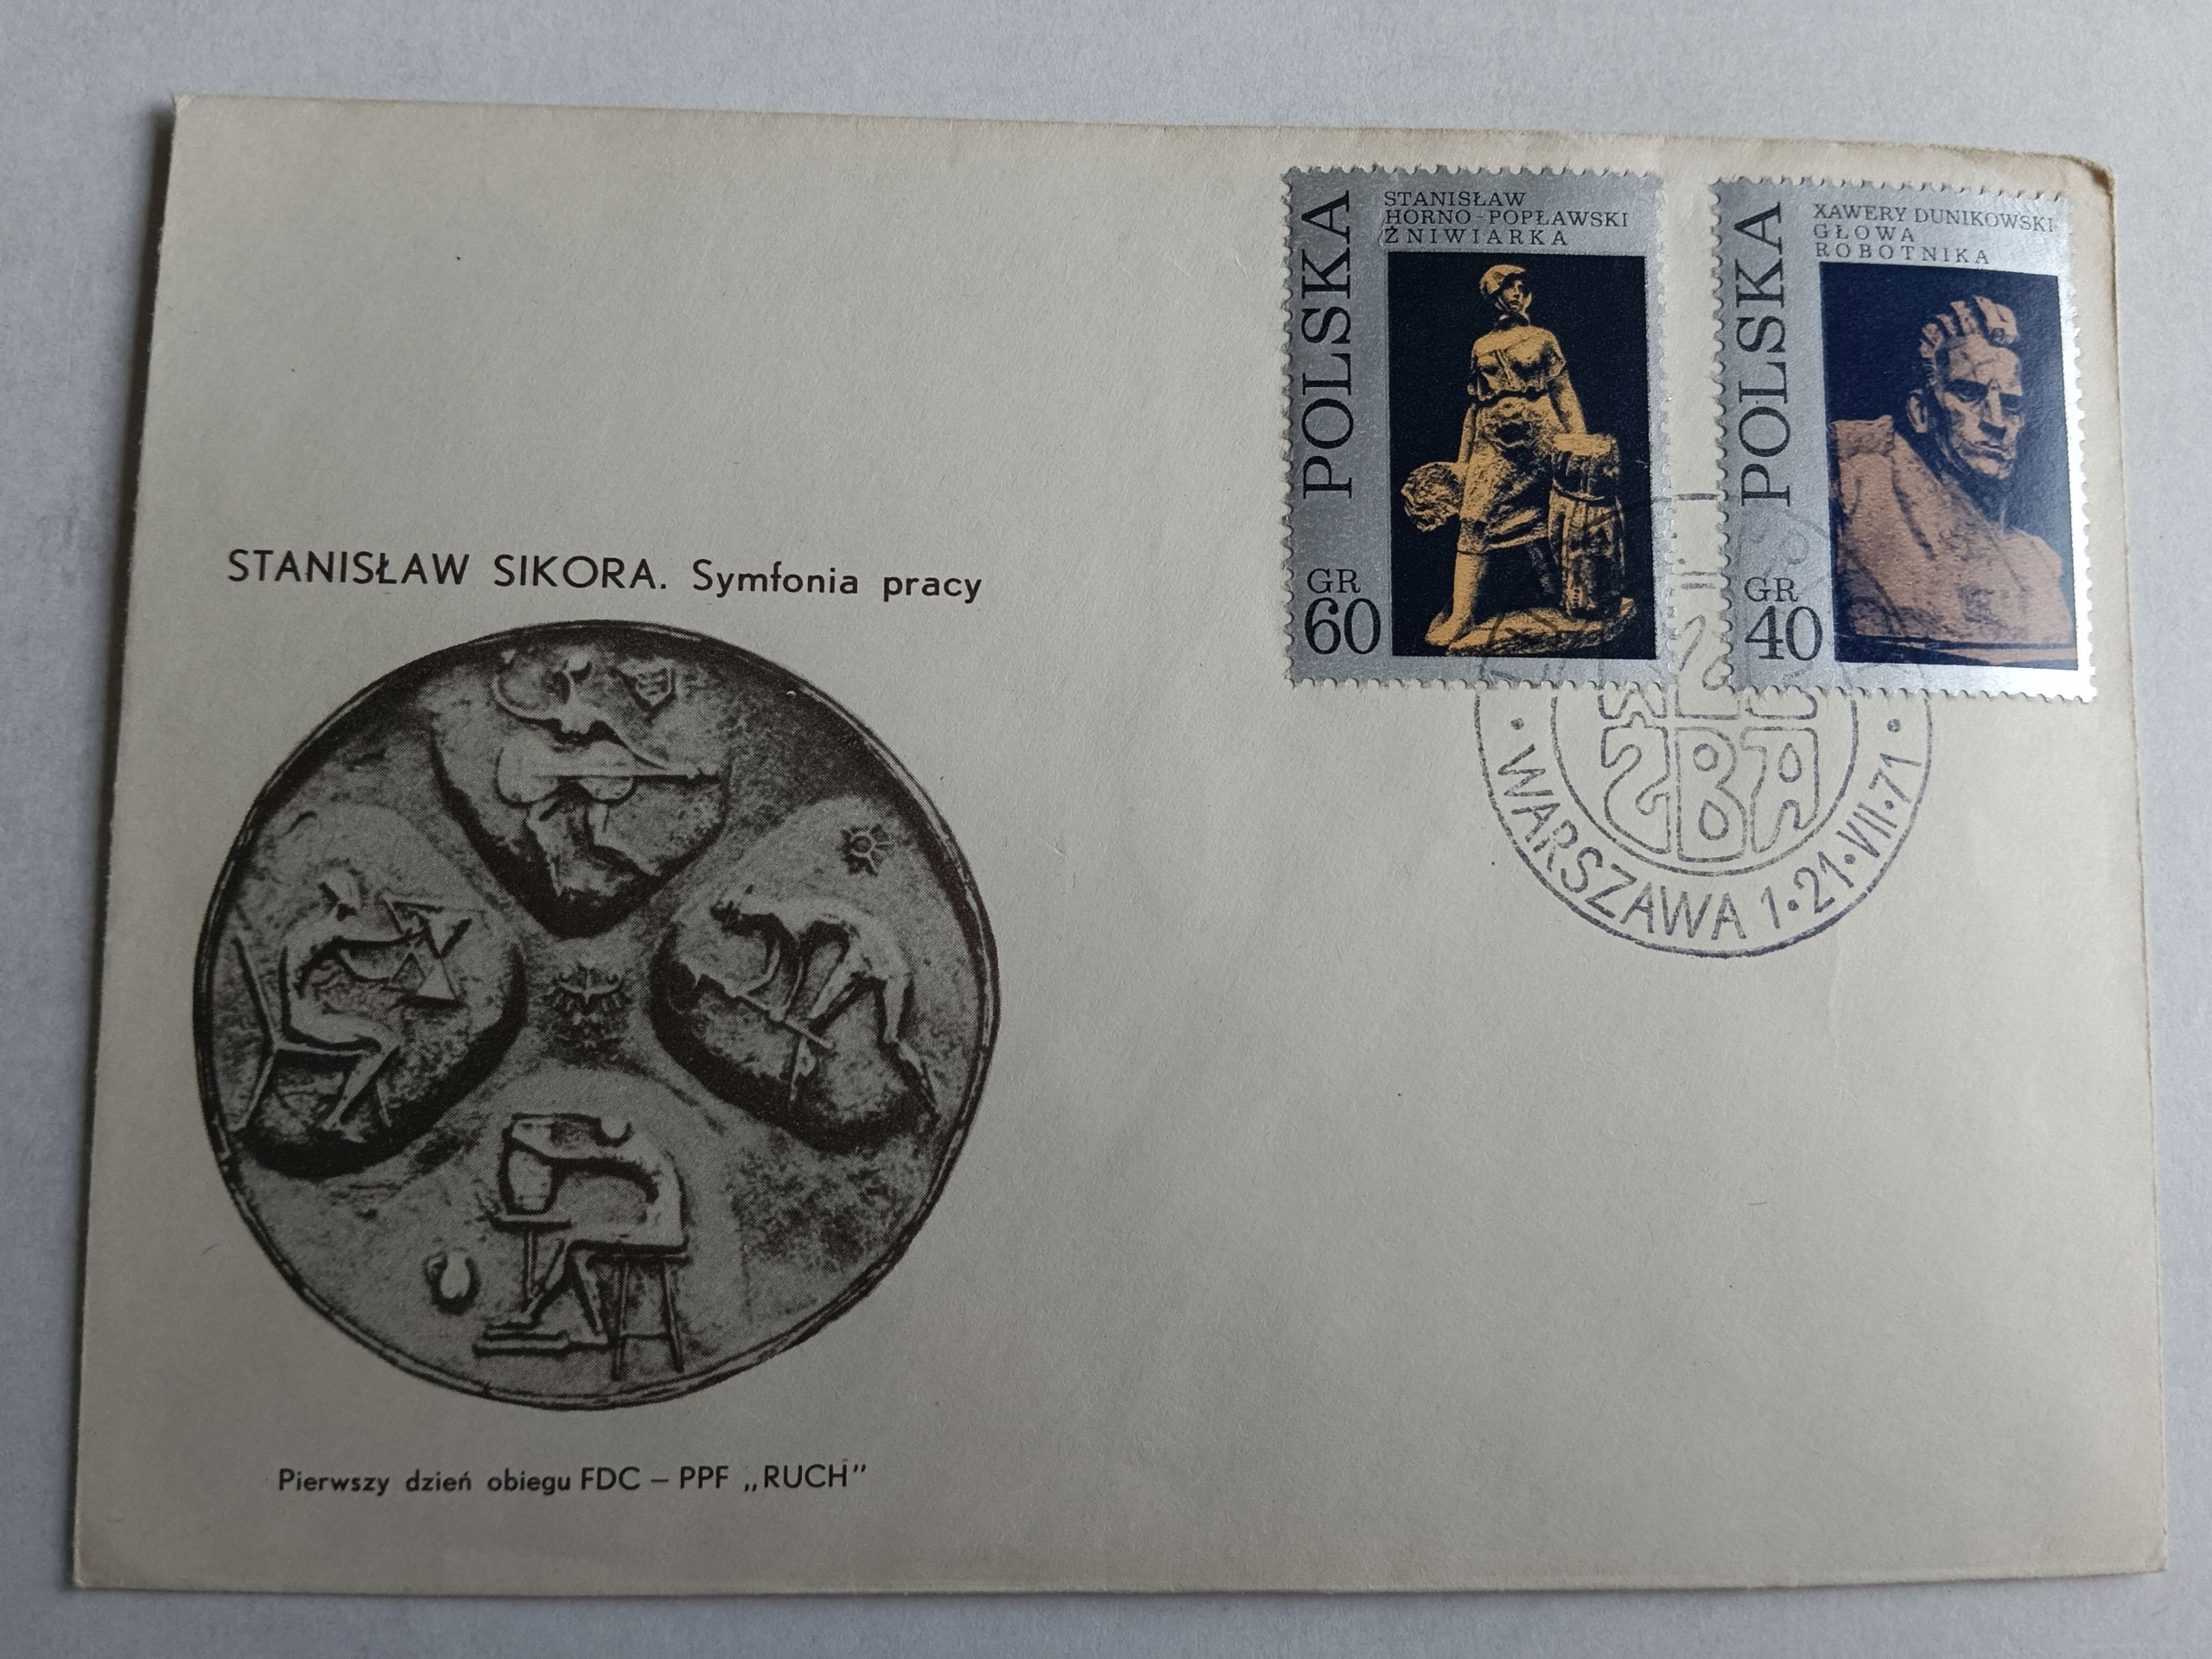 POLSKA
STANISŁAW
HORNO-POPŁAWSKI
ŻNIWIARKA
GR
60
POLSKA
XAWERY DUNIKOWSKI
GŁOWA
ROBOTNIKA
GR
40
STANISŁAW SIKORA. Symfonia pracy
ŹBA
WARSZAWA 1·21·VII·71
Pierwszy dzień obiegu FDC – PPF „RUCH”